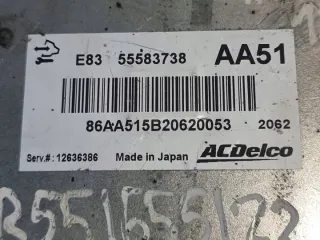 E83 55583738 AA51
86AA515B20620053 2062
Serv.#: 12636386 Made in Japan ACDelco